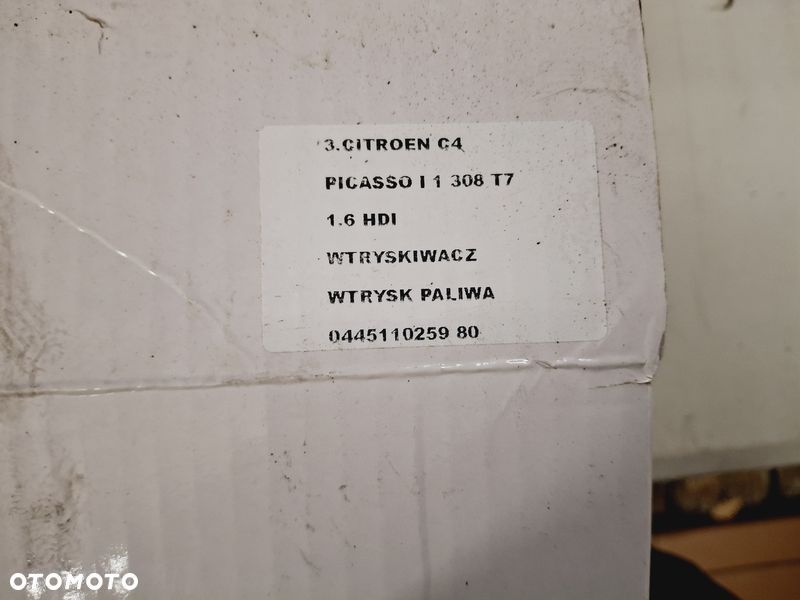 3.CITROEN C4
PICASSO I 1 308 T7
1.6 HDI
WTRYSKIWACZ
WTRYSK PALIWA
0445110259 80
OTOMOTO